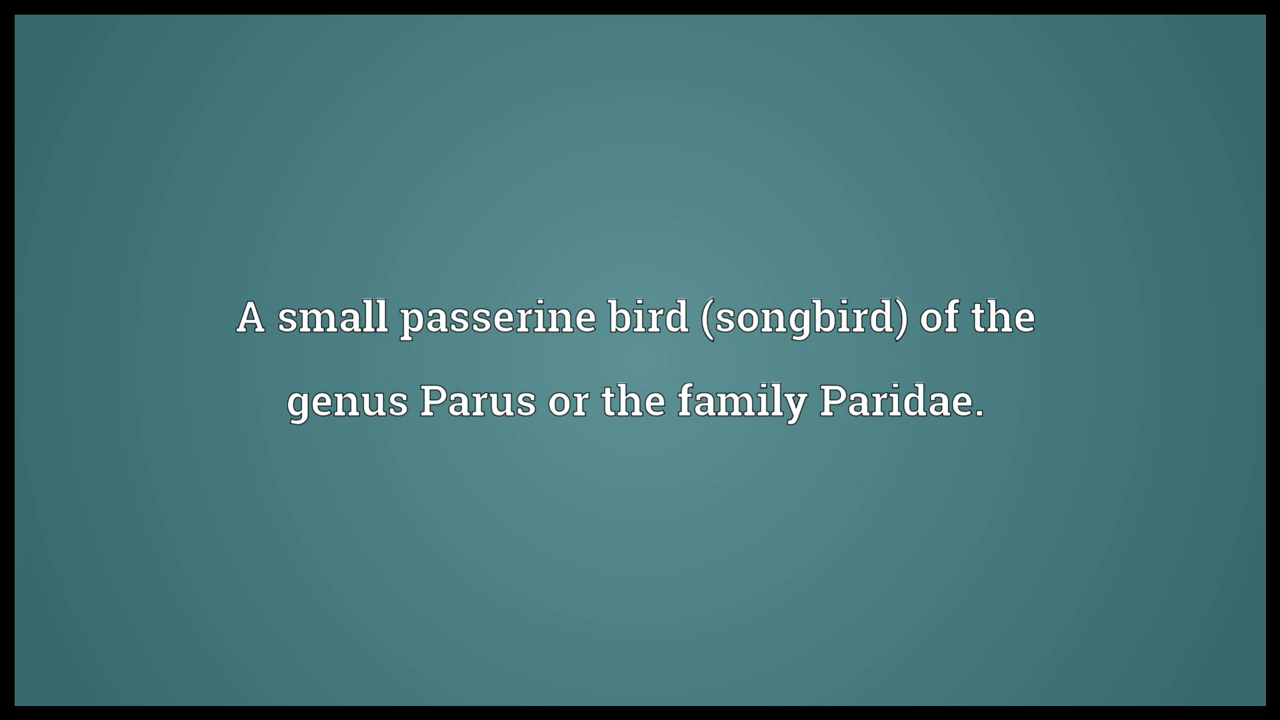 A small passerine bird (songbird) of the
genus Parus or the family Paridae.